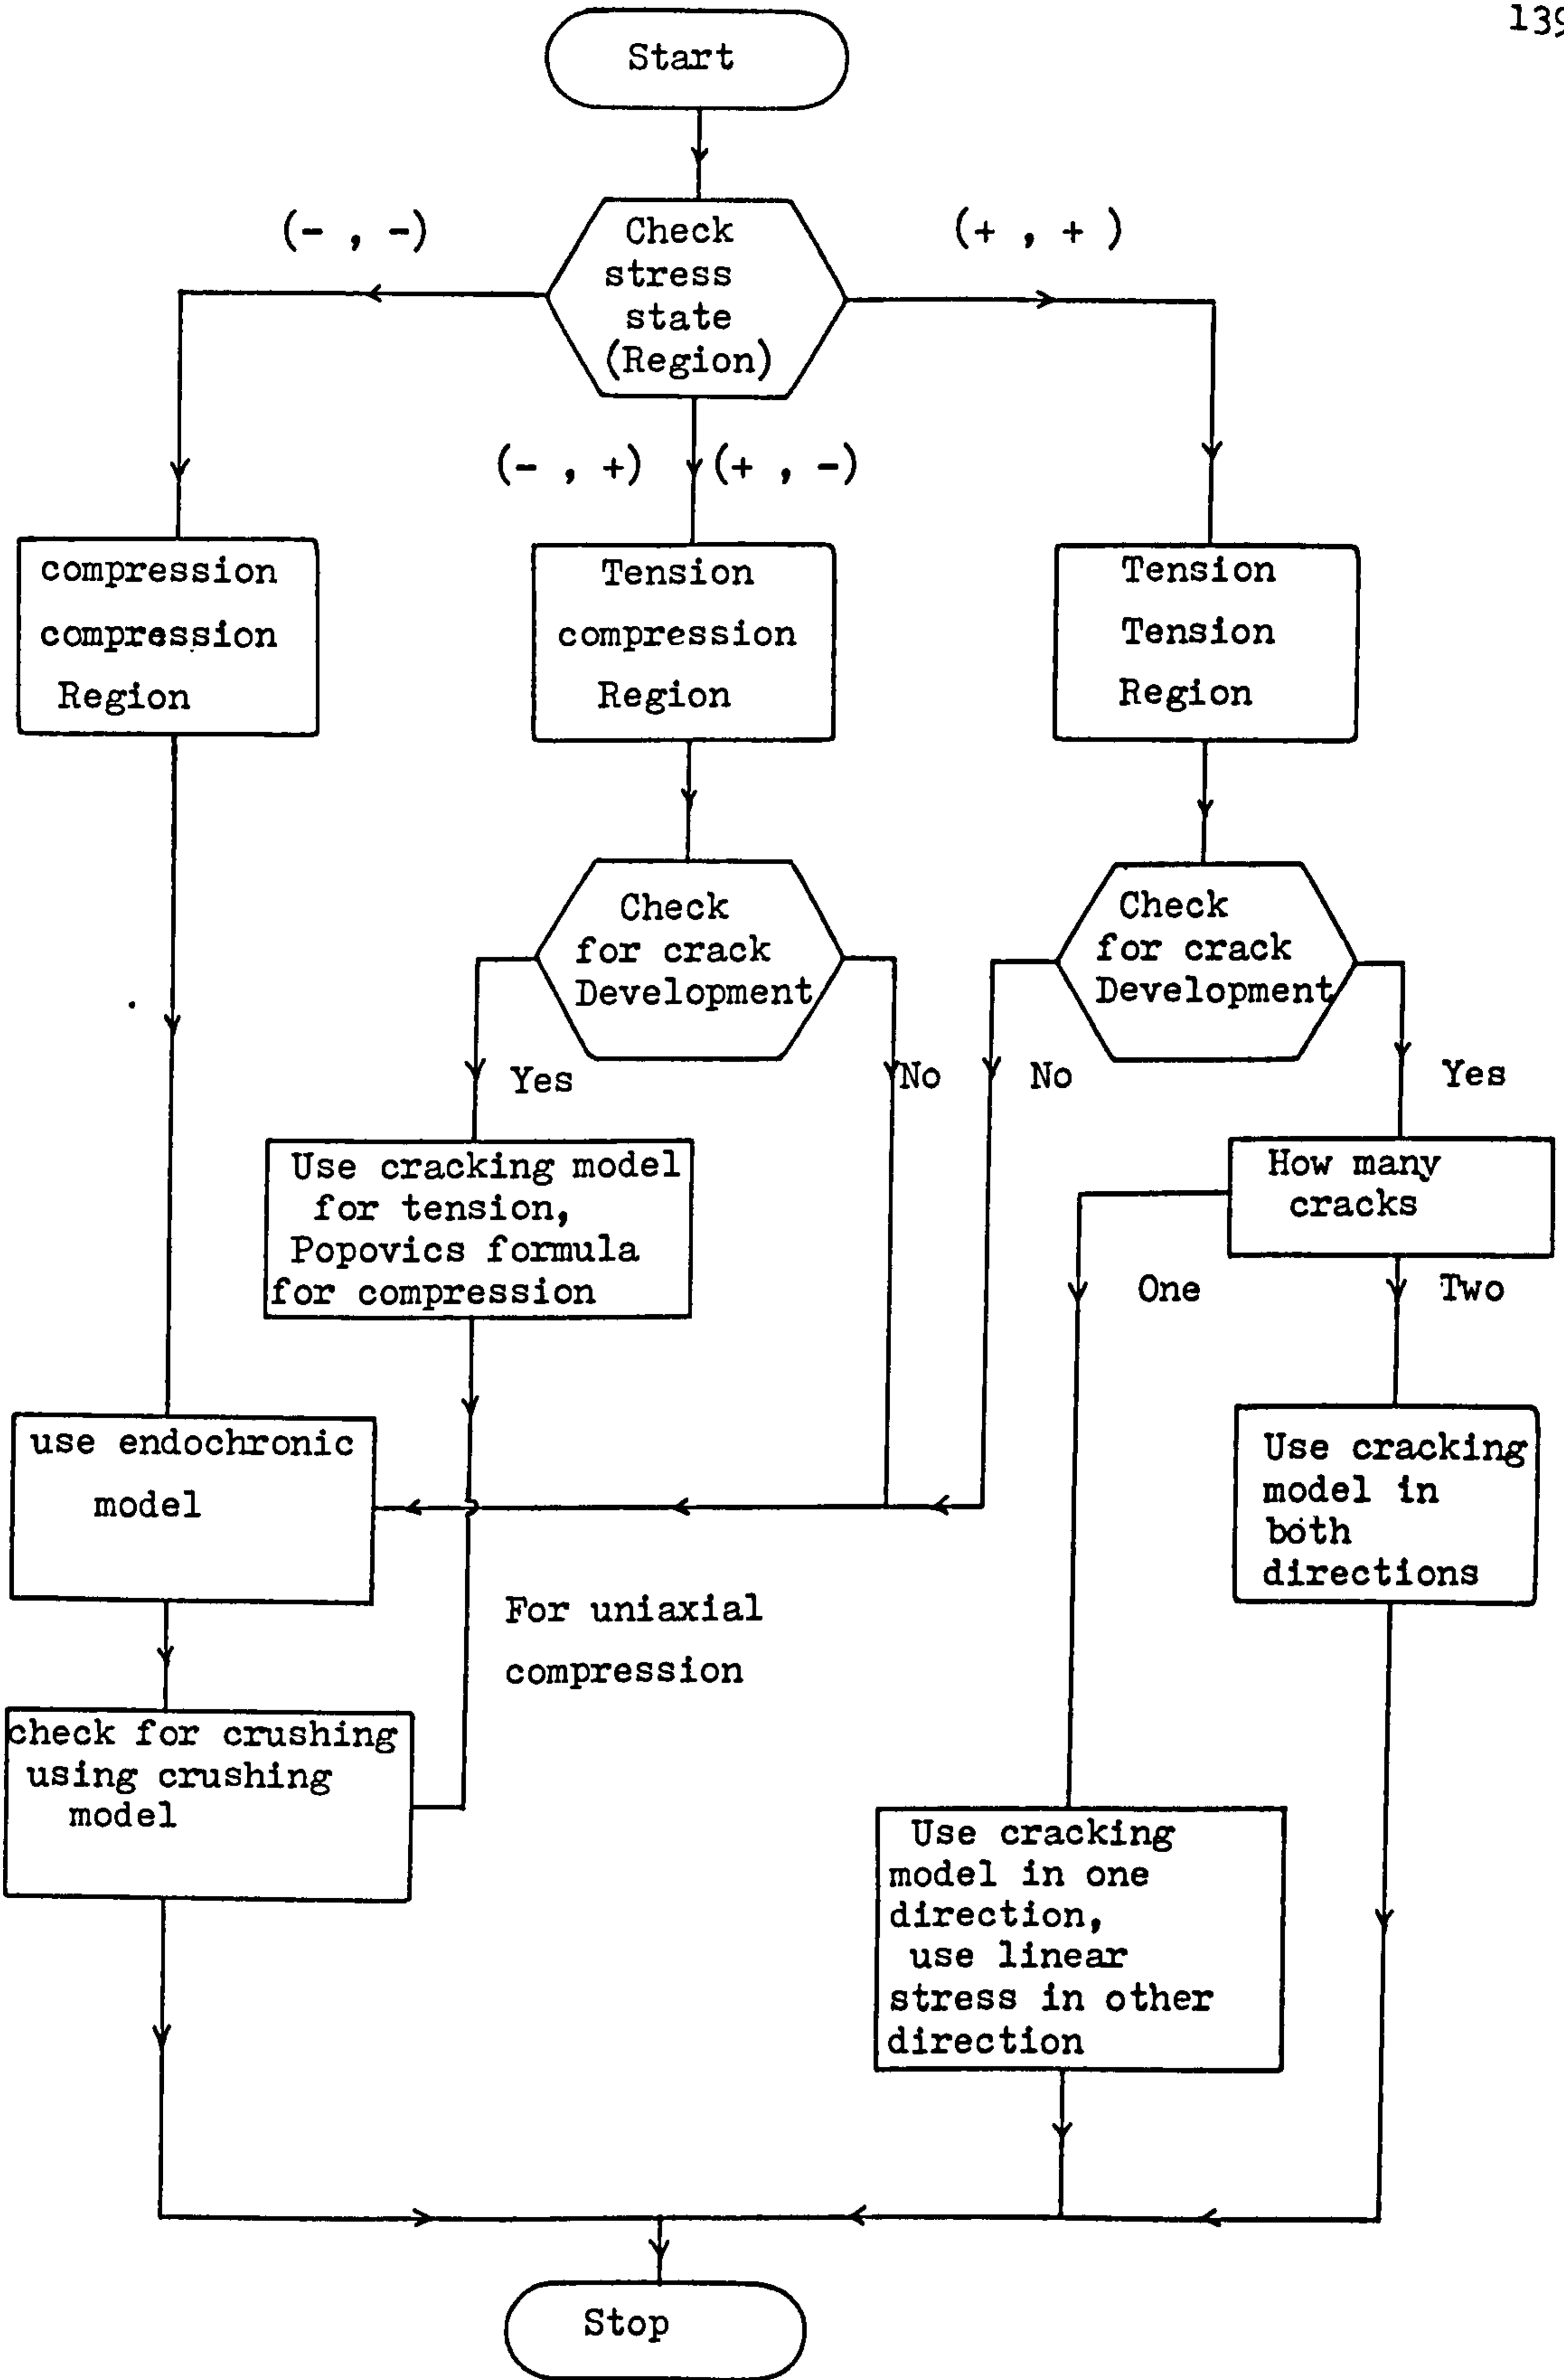 139
Start
Check
stress
state
(Region)
(- , -)
(+ , +)
(- , +)
(+ , -)
compression
compression
Region
Tension
compression
Region
Tension
Tension
Region
Check
for crack
Development
Check
for crack
Development
Yes
No
No
Yes
Use cracking model
for tension,
Popovics formula
for compression
How many
cracks
One
Two
use endochronic
model
Use cracking
model in
both
directions
For uniaxial
compression
check for crushing
using crushing
model
Use cracking
model in one
direction,
use linear
stress in other
direction
Stop